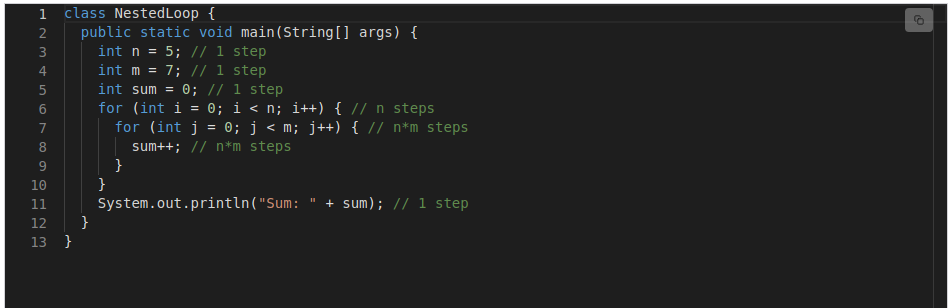 1 class NestedLoop {
2   public static void main(String[] args) {
3     int n = 5; // 1 step
4     int m = 7; // 1 step
5     int sum = 0; // 1 step
6     for (int i = 0; i < n; i++) { // n steps
7       for (int j = 0; j < m; j++) { // n*m steps
8         sum++; // n*m steps
9       }
10     }
11     System.out.println("Sum: " + sum); // 1 step
12   }
13 }